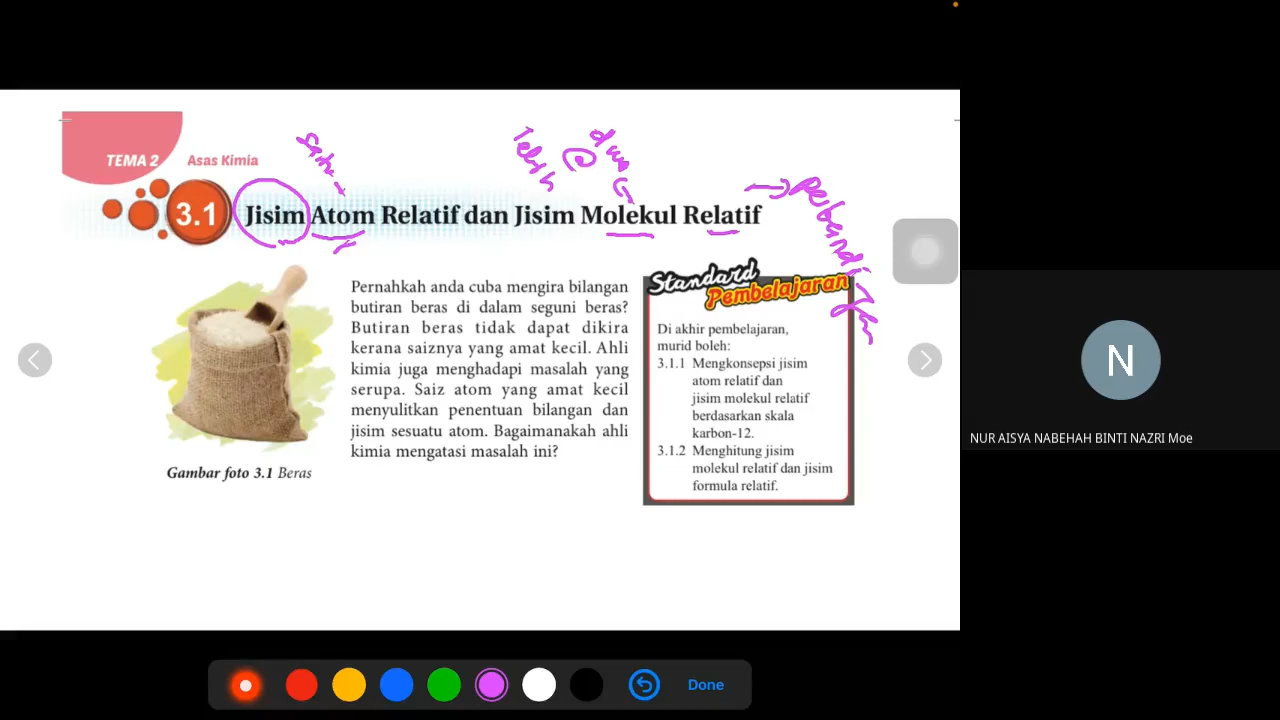 TEMA 2 Asas Kimia
satu
lebih @ dua
3.1 Jisim Atom Relatif dan Jisim Molekul Relatif
Pernahkah anda cuba mengira bilangan
butiran beras di dalam seguni beras?
Butiran beras tidak dapat dikira
kerana saiznya yang amat kecil. Ahli
kimia juga menghadapi masalah yang
serupa. Saiz atom yang amat kecil
menyulitkan penentuan bilangan dan
jisim sesuatu atom. Bagaimanakah ahli
kimia mengatasi masalah ini?
Gambar foto 3.1 Beras
Standard
Pembelajaran
Di akhir pembelajaran,
murid boleh:
3.1.1 Mengkonsepsi jisim
atom relatif dan
jisim molekul relatif
berdasarkan skala
karbon-12.
3.1.2 Menghitung jisim
molekul relatif dan jisim
formula relatif.
N
NUR AISYA NABEHAH BINTI NAZRI Moe
Done